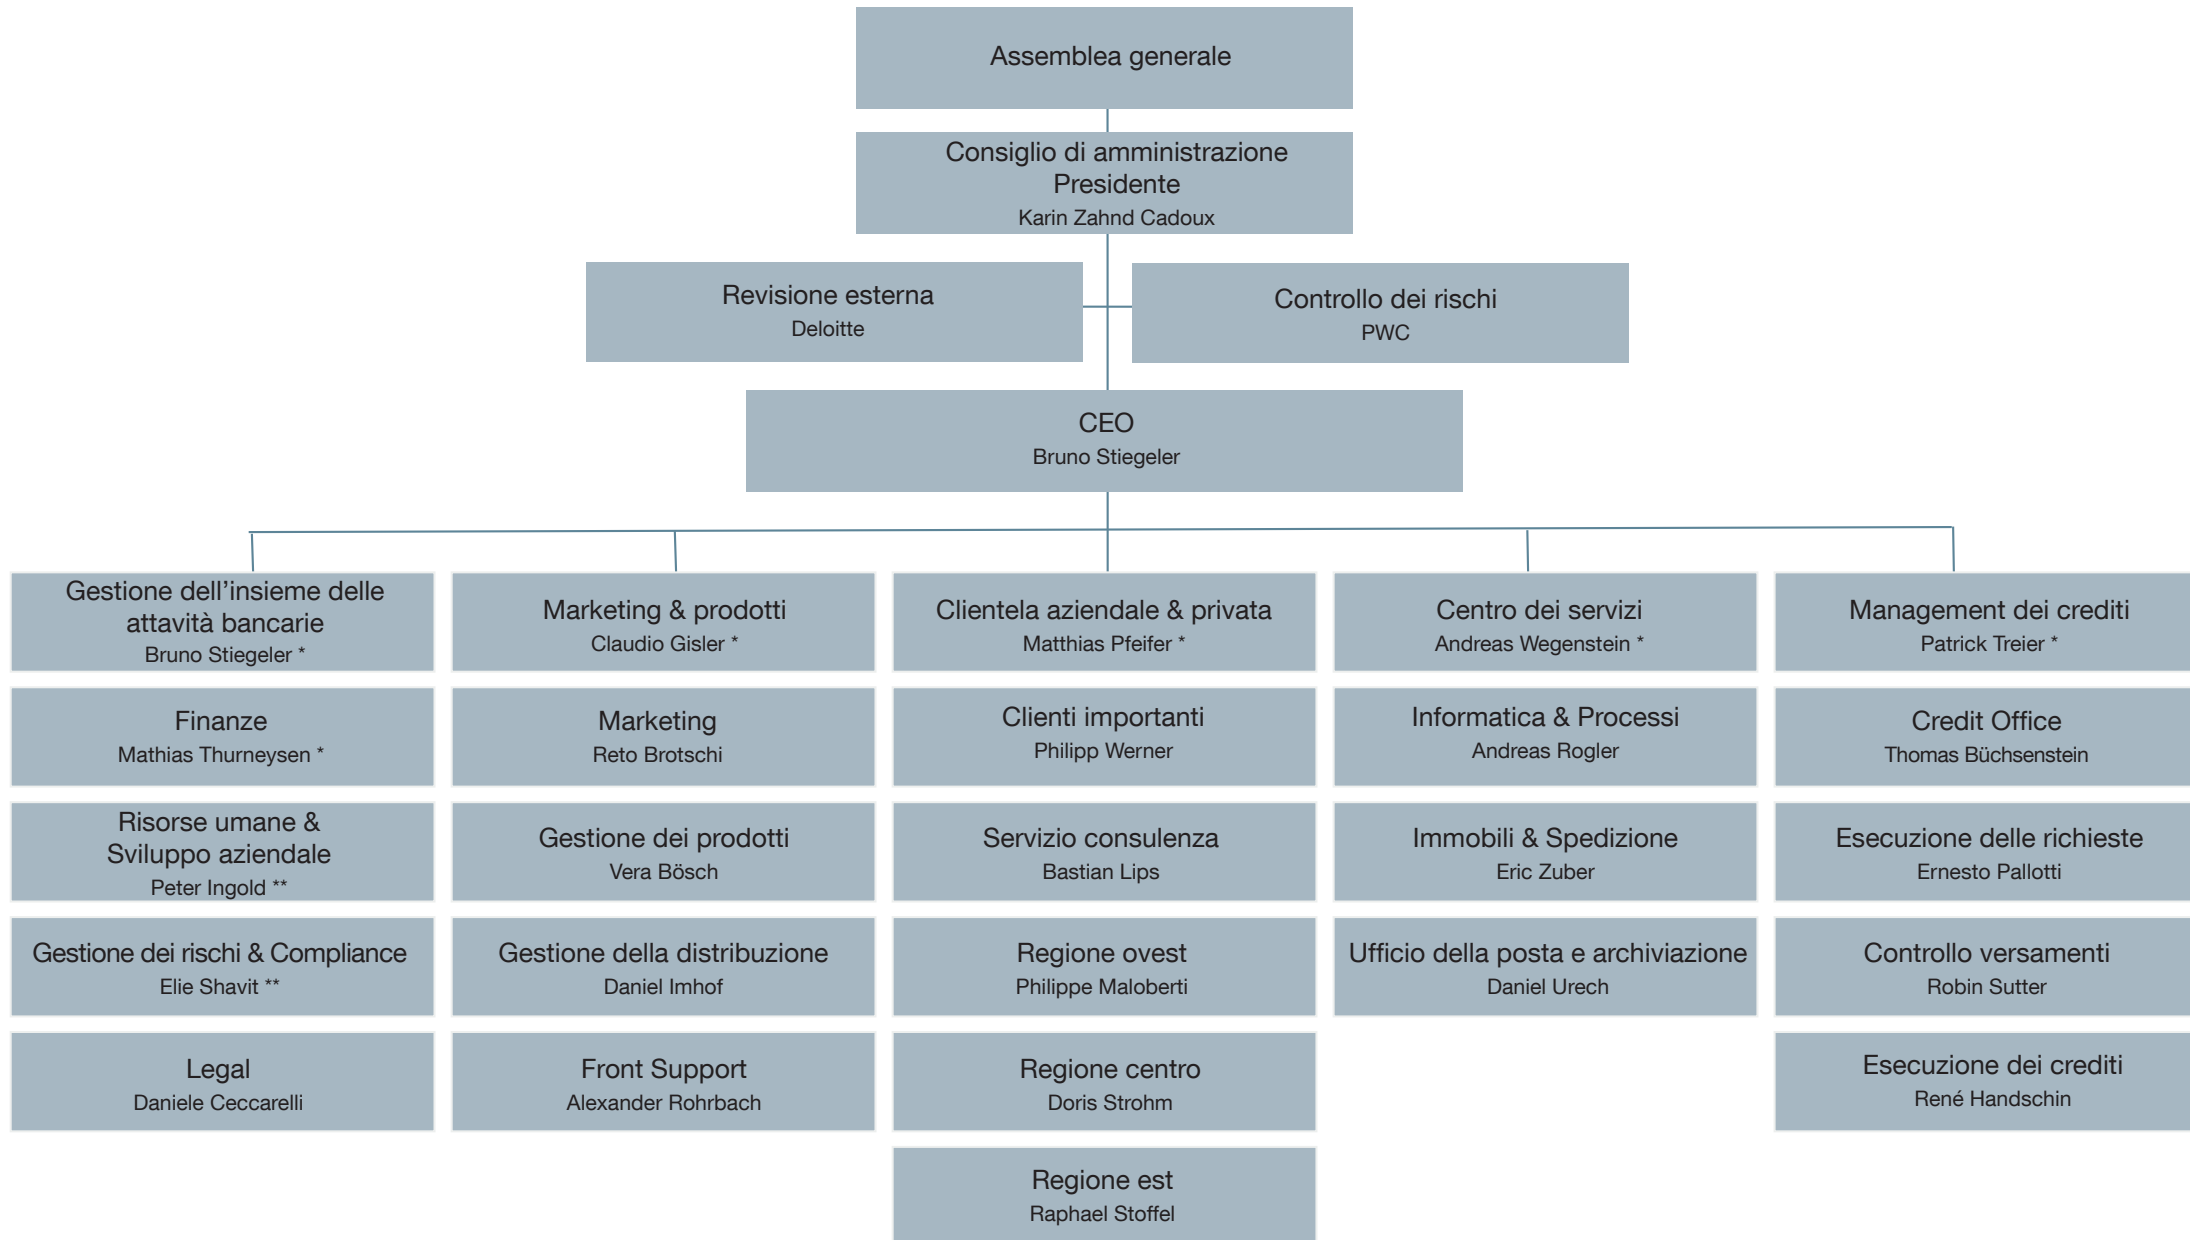 Assemblea generale
Consiglio di amministrazione
Presidente
Karin Zahnd Cadoux
Revisione esterna
Deloitte
Controllo dei rischi
PWC
CEO
Bruno Stiegeler
Gestione dell'insieme delle
attavità bancarie
Bruno Stiegeler *
Finanze
Mathias Thurneysen *
Risorse umane &
Sviluppo aziendale
Peter Ingold **
Gestione dei rischi & Compliance
Elie Shavit **
Legal
Daniele Ceccarelli
Marketing & prodotti
Claudio Gisler *
Marketing
Reto Brotschi
Gestione dei prodotti
Vera Bösch
Gestione della distribuzione
Daniel Imhof
Front Support
Alexander Rohrbach
Clientela aziendale & privata
Matthias Pfeifer *
Clienti importanti
Philipp Werner
Servizio consulenza
Bastian Lips
Regione ovest
Philippe Maloberti
Regione centro
Doris Strohm
Regione est
Raphael Stoffel
Centro dei servizi
Andreas Wegenstein *
Informatica & Processi
Andreas Rogler
Immobili & Spedizione
Eric Zuber
Ufficio della posta e archiviazione
Daniel Urech
Management dei crediti
Patrick Treier *
Credit Office
Thomas Büchsenstein
Esecuzione delle richieste
Ernesto Pallotti
Controllo versamenti
Robin Sutter
Esecuzione dei crediti
René Handschin